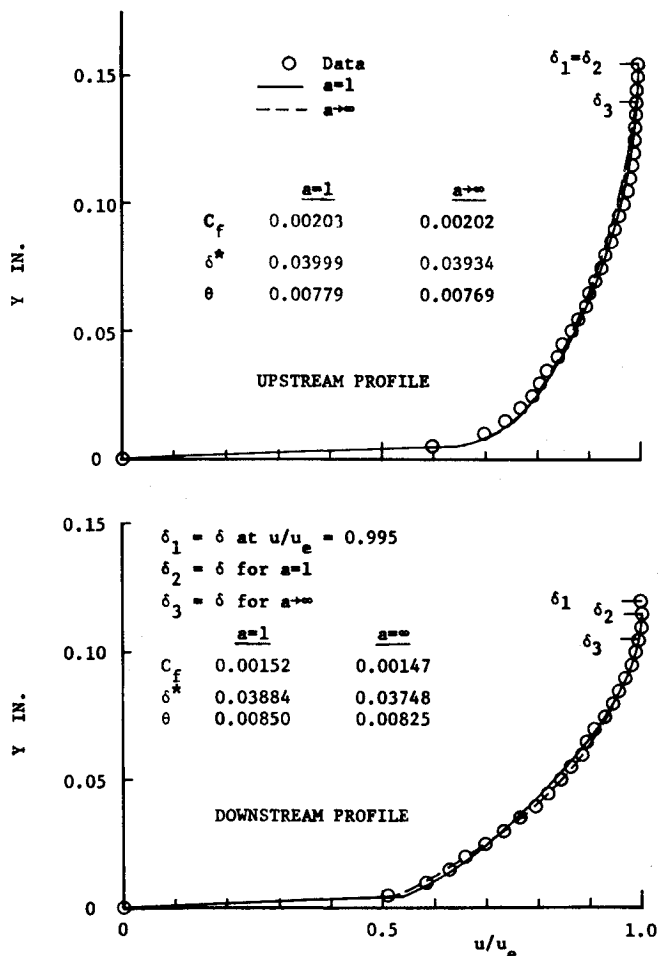 0.15
δ1=δ2
Data
a=1
δ3
a→∞
a=1 a→∞
0.10
Cf 0.00203 0.00202
δ* 0.03999 0.03934
Y IN.
θ 0.00779 0.00769
0.05
UPSTREAM PROFILE
0
0.15
δ1 = δ at u/ue = 0.995
δ2 = δ for a=1
δ1
δ3 = δ for a→∞
δ2
a=1 a=∞
δ3
0.10
Cf 0.00152 0.00147
δ* 0.03884 0.03748
θ 0.00850 0.00825
Y IN.
0.05
DOWNSTREAM PROFILE
0
0 0.5 1.0
u/ue